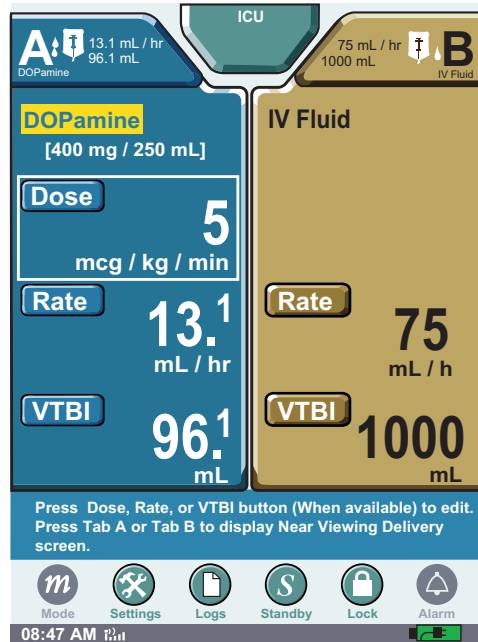 ICU
A
13.1 mL / hr
96.1 mL
DOPamine
75 mL / hr
1000 mL
B
IV Fluid
DOPamine
[400 mg / 250 mL]
Dose
5
mcg / kg / min
Rate
13.1
mL / hr
VTBI
96.1
mL
IV Fluid
Rate
75
mL / h
VTBI
1000
mL
Press Dose, Rate, or VTBI button (When available) to edit.
Press Tab A or Tab B to display Near Viewing Delivery
screen.
m
S
Mode Settings Logs Standby Lock Alarm
08:47 AM